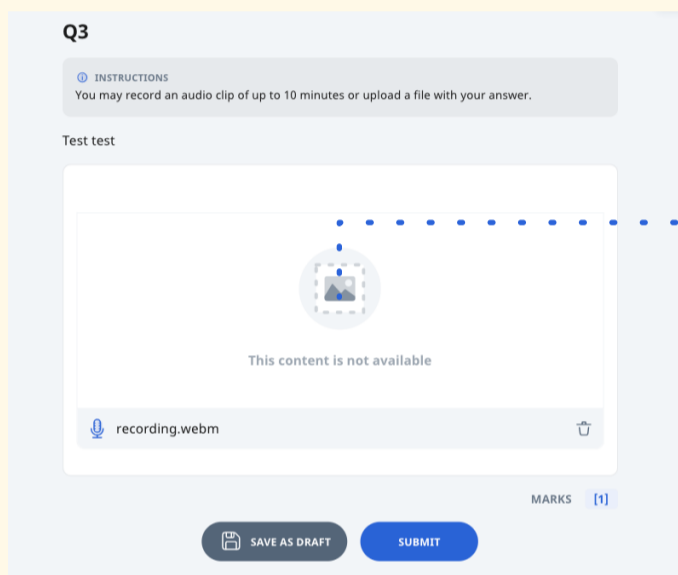 Q3
INSTRUCTIONS
You may record an audio clip of up to 10 minutes or upload a file with your answer.
Test test
This content is not available
recording.webm
MARKS [1]
SAVE AS DRAFT SUBMIT